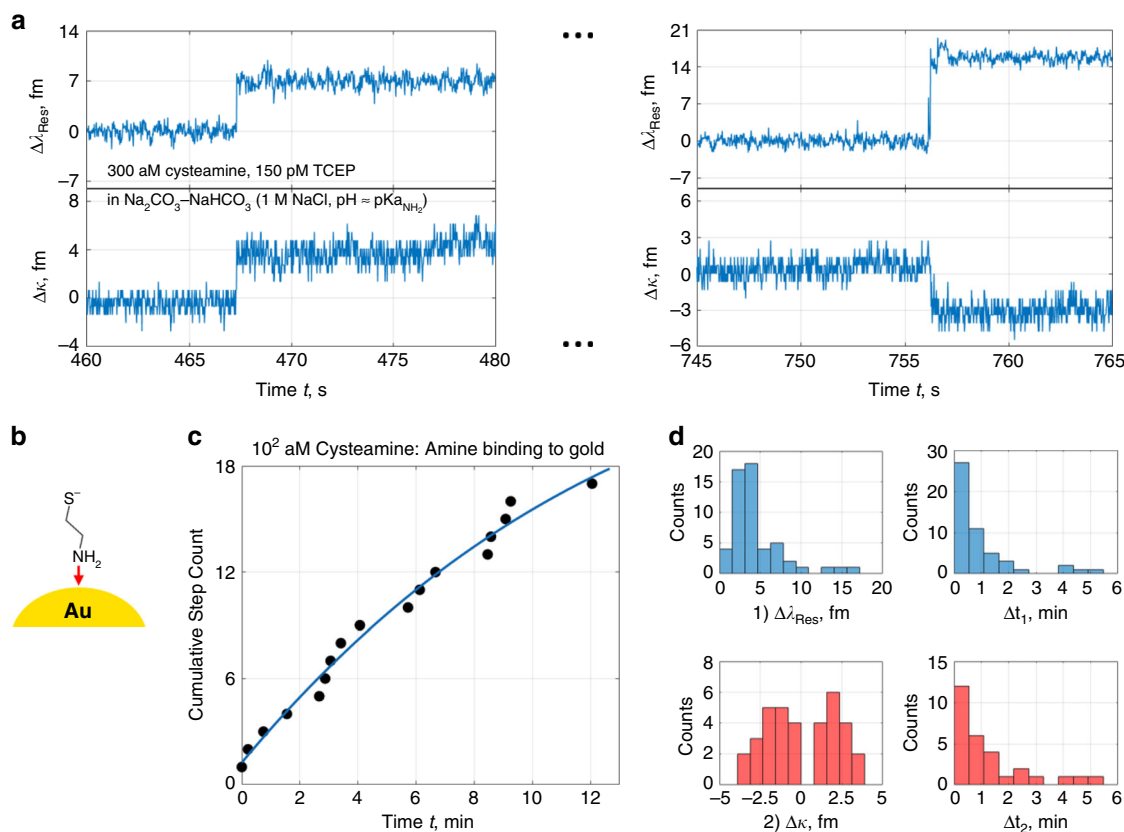 a
14
7
0
−7
Δλ_Res, fm
300 aM cysteamine, 150 pM TCEP
in Na₂CO₃–NaHCO₃ (1 M NaCl, pH ≈ pKa_NH₂)
8
4
0
−4
Δκ, fm
460 465 470 475 480
Time t, s
...
...
21
14
7
0
−7
Δλ_Res, fm
6
3
0
−3
−6
Δκ, fm
745 750 755 760 765
Time t, s
b
S⁻
NH₂
Au
c
10² aM Cysteamine: Amine binding to gold
18
12
6
0
Cumulative Step Count
0 2 4 6 8 10 12
Time t, min
d
20
15
10
5
0
Counts
0 5 10 15 20
1) Δλ_Res, fm
30
20
10
0
Counts
0 1 2 3 4 5 6
Δt₁, min
8
6
4
2
0
Counts
−5 −2.5 0 2.5 5
2) Δκ, fm
15
10
5
0
Counts
0 1 2 3 4 5 6
Δt₂, min